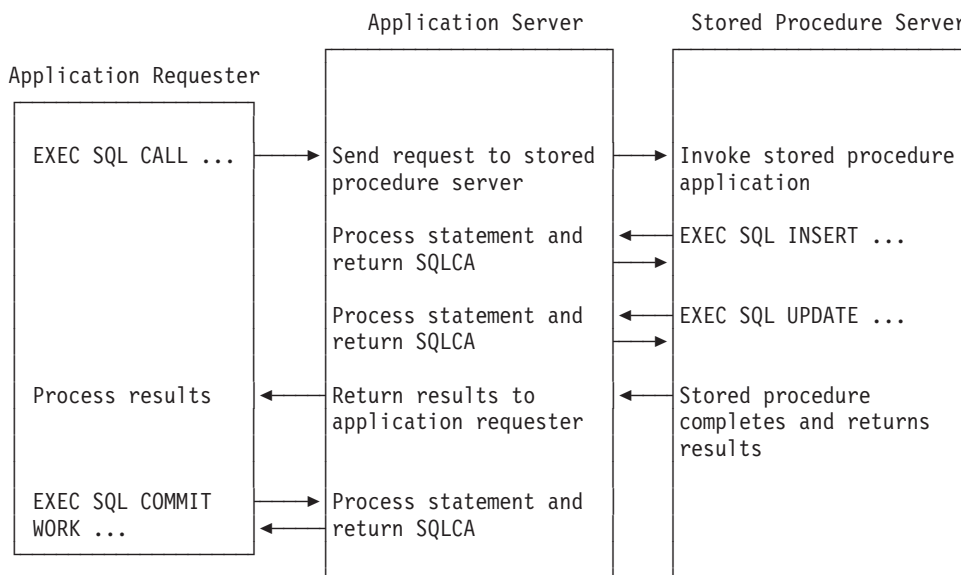 Application Server
Stored Procedure Server
Application Requester
EXEC SQL CALL ...
Send request to stored
procedure server
Invoke stored procedure
application
Process statement and
return SQLCA
EXEC SQL INSERT ...
Process statement and
return SQLCA
EXEC SQL UPDATE ...
Process results
Return results to
application requester
Stored procedure
completes and returns
results
EXEC SQL COMMIT
WORK ...
Process statement and
return SQLCA